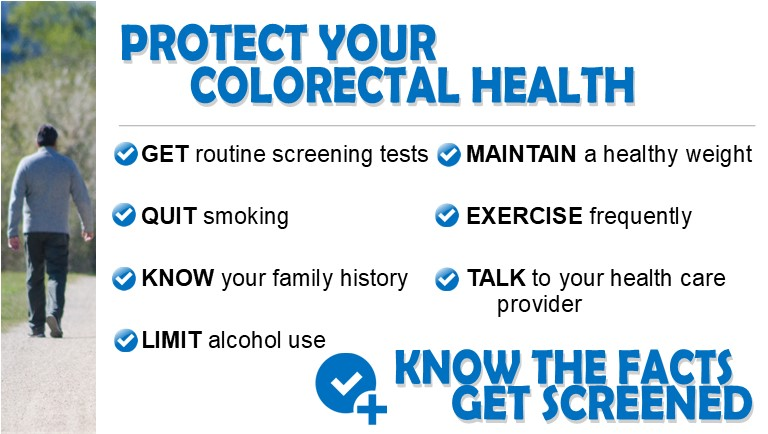 PROTECT YOUR
COLORECTAL HEALTH
GET routine screening tests
QUIT smoking
KNOW your family history
LIMIT alcohol use
MAINTAIN a healthy weight
EXERCISE frequently
TALK to your health care
provider
KNOW THE FACTS
GET SCREENED